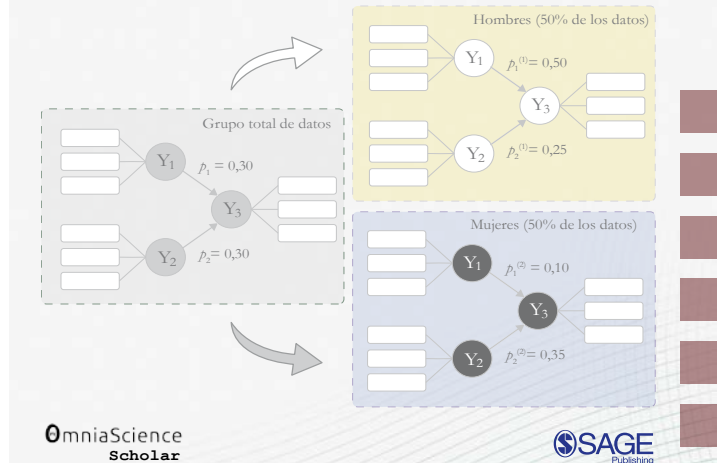 Hombres (50% de los datos)
Y₁
p₁⁽¹⁾= 0,50
Y₃
Y₂
p₂⁽¹⁾= 0,25
Grupo total de datos
Y₁
p₁ = 0,30
Y₃
Y₂
p₂= 0,30
Mujeres (50% de los datos)
Y₁
p₁⁽²⁾ = 0,10
Y₃
Y₂
p₂⁽²⁾ = 0,35
OmniaScience
Scholar
SAGE
Publishing